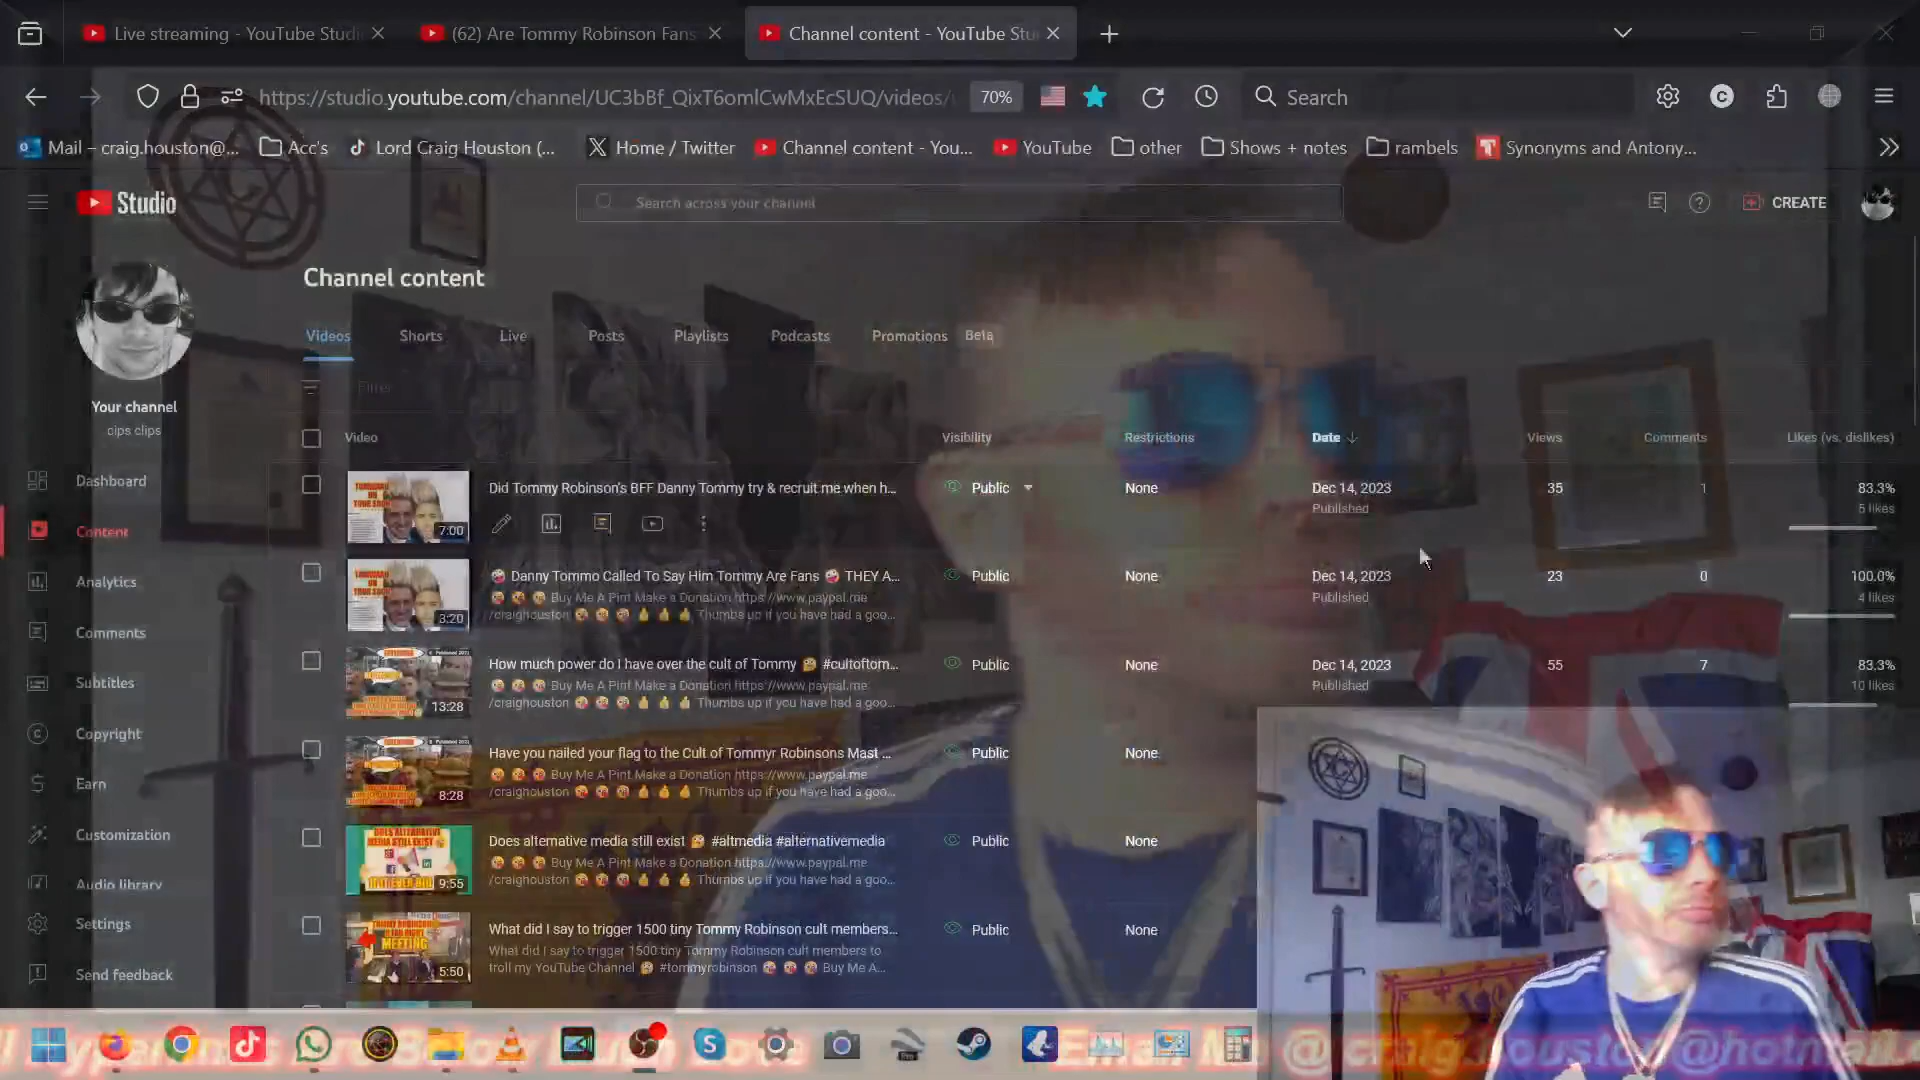 Live streaming - YouTube Studi
(62) Are Tommy Robinson Fans
Channel content - YouTube Stu
https://studio.youtube.com/channel/UC3bBf_QixT6omlCwMxEcSUQ/videos/
70%
Search
Mail – craig.houston@...
Acc's
Lord Craig Houston (...
Home / Twitter
Channel content - You...
YouTube
other
Shows + notes
rambels
Synonyms and Antony...
Studio
Search across your channel
CREATE
Channel content
Videos
Shorts
Live
Posts
Playlists
Podcasts
Promotions
Beta
Filter
Your channel
cips clips
Video
Visibility
Restrictions
Date
Views
Comments
Likes (vs. dislikes)
Dashboard
Content
Analytics
Comments
Subtitles
Copyright
Earn
Customization
Audio library
Settings
Send feedback
7:00
Did Tommy Robinson's BFF Danny Tommy try & recruit me when h...
Public
None
Dec 14, 2023
Published
35
1
83.3%
5 likes
3:20
Danny Tommo Called To Say Him Tommy Are Fans 🤪 THEY A...
Buy Me A Pint Make a Donation https://www.paypal.me
/craighouston 😘 😘 😘 👍 👍 👍 Thumbs up if you have had a goo...
Public
None
Dec 14, 2023
Published
23
0
100.0%
4 likes
13:28
How much power do I have over the cult of Tommy 🤔 #cultoftom...
Buy Me A Pint Make a Donation https://www.paypal.me
/craighouston 😘 😘 😘 👍 👍 👍 Thumbs up if you have had a goo...
Public
None
Dec 14, 2023
Published
55
7
83.3%
10 likes
8:28
Have you nailed your flag to the Cult of Tommyr Robinsons Mast ...
Buy Me A Pint Make a Donation https://www.paypal.me
/craighouston 😘 😘 😘 👍 👍 👍 Thumbs up if you have had a goo...
Public
None
DOES ALTERNATIVE
MEDIA STILL EXIST
9:55
Does alternative media still exist 🤔 #altmedia #alternativemedia
Buy Me A Pint Make a Donation https://www.paypal.me
/craighouston 😘 😘 😘 👍 👍 👍 Thumbs up if you have had a goo...
Public
None
MEETING
5:50
What did I say to trigger 1500 tiny Tommy Robinson cult members...
What did I say to trigger 1500 tiny Tommy Robinson cult members to
troll my YouTube Channel 🤔 #tommyrobinson 😘 😘 😘 Buy Me A...
Public
None
Email Me @ craig.houston@hotmail.c